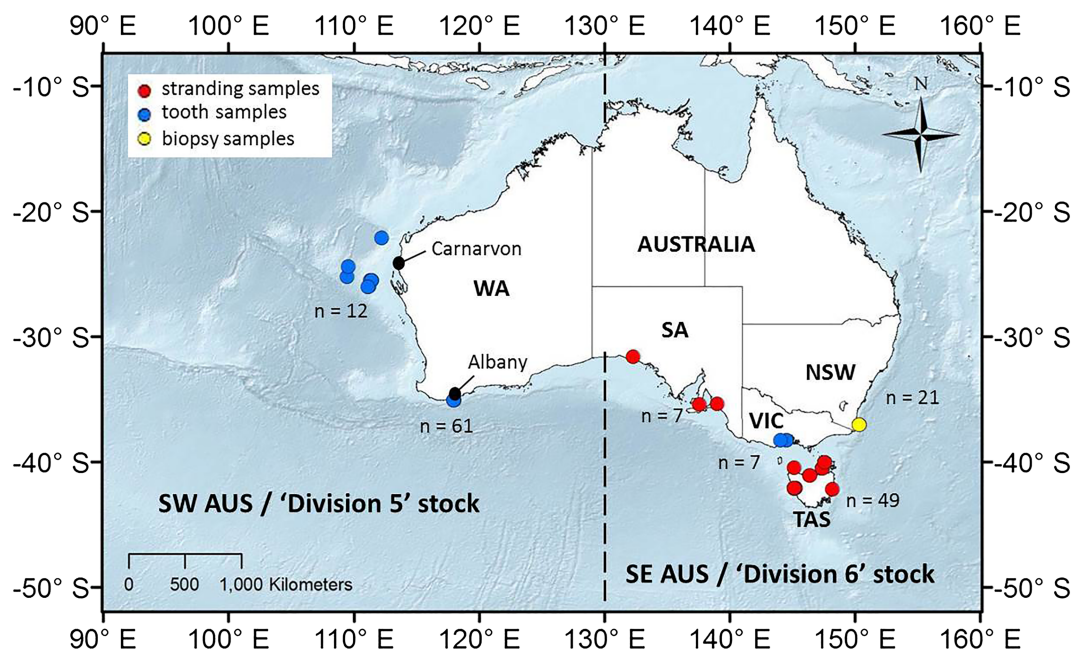 90° E 100° E 110° E 120° E 130° E 140° E 150° E 160° E
-10° S -10° S
stranding samples
tooth samples
biopsy samples
N
-20° S -20° S
Carnarvon
AUSTRALIA
WA
n = 12
-30° S -30° S
SA
Albany
NSW
n = 21
n = 7
VIC
n = 61
-40° S -40° S
n = 7
n = 49
SW AUS / ‘Division 5’ stock
TAS
SE AUS / ‘Division 6’ stock
0 500 1,000 Kilometers
-50° S -50° S
90° E 100° E 110° E 120° E 130° E 140° E 150° E 160° E